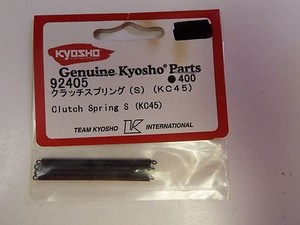 KYOSHO
Genuine Kyosho® Parts
92405 ●400
クラッチスプリング (S) (KC45)
Clutch Spring S (KC45)
TEAM KYOSHO K INTERNATIONAL